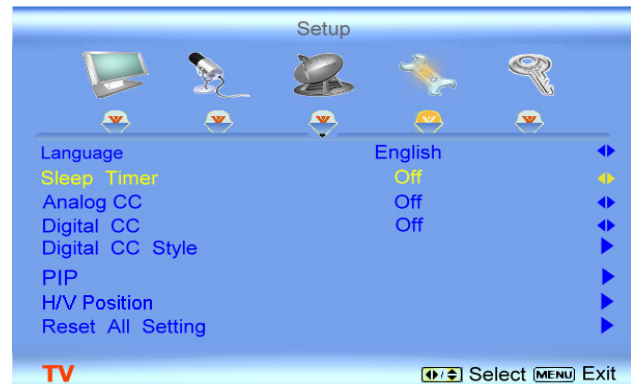 Setup
Language English
Sleep Timer Off
Analog CC Off
Digital CC Off
Digital CC Style
PIP
H/V Position
Reset All Setting
TV Select MENU Exit